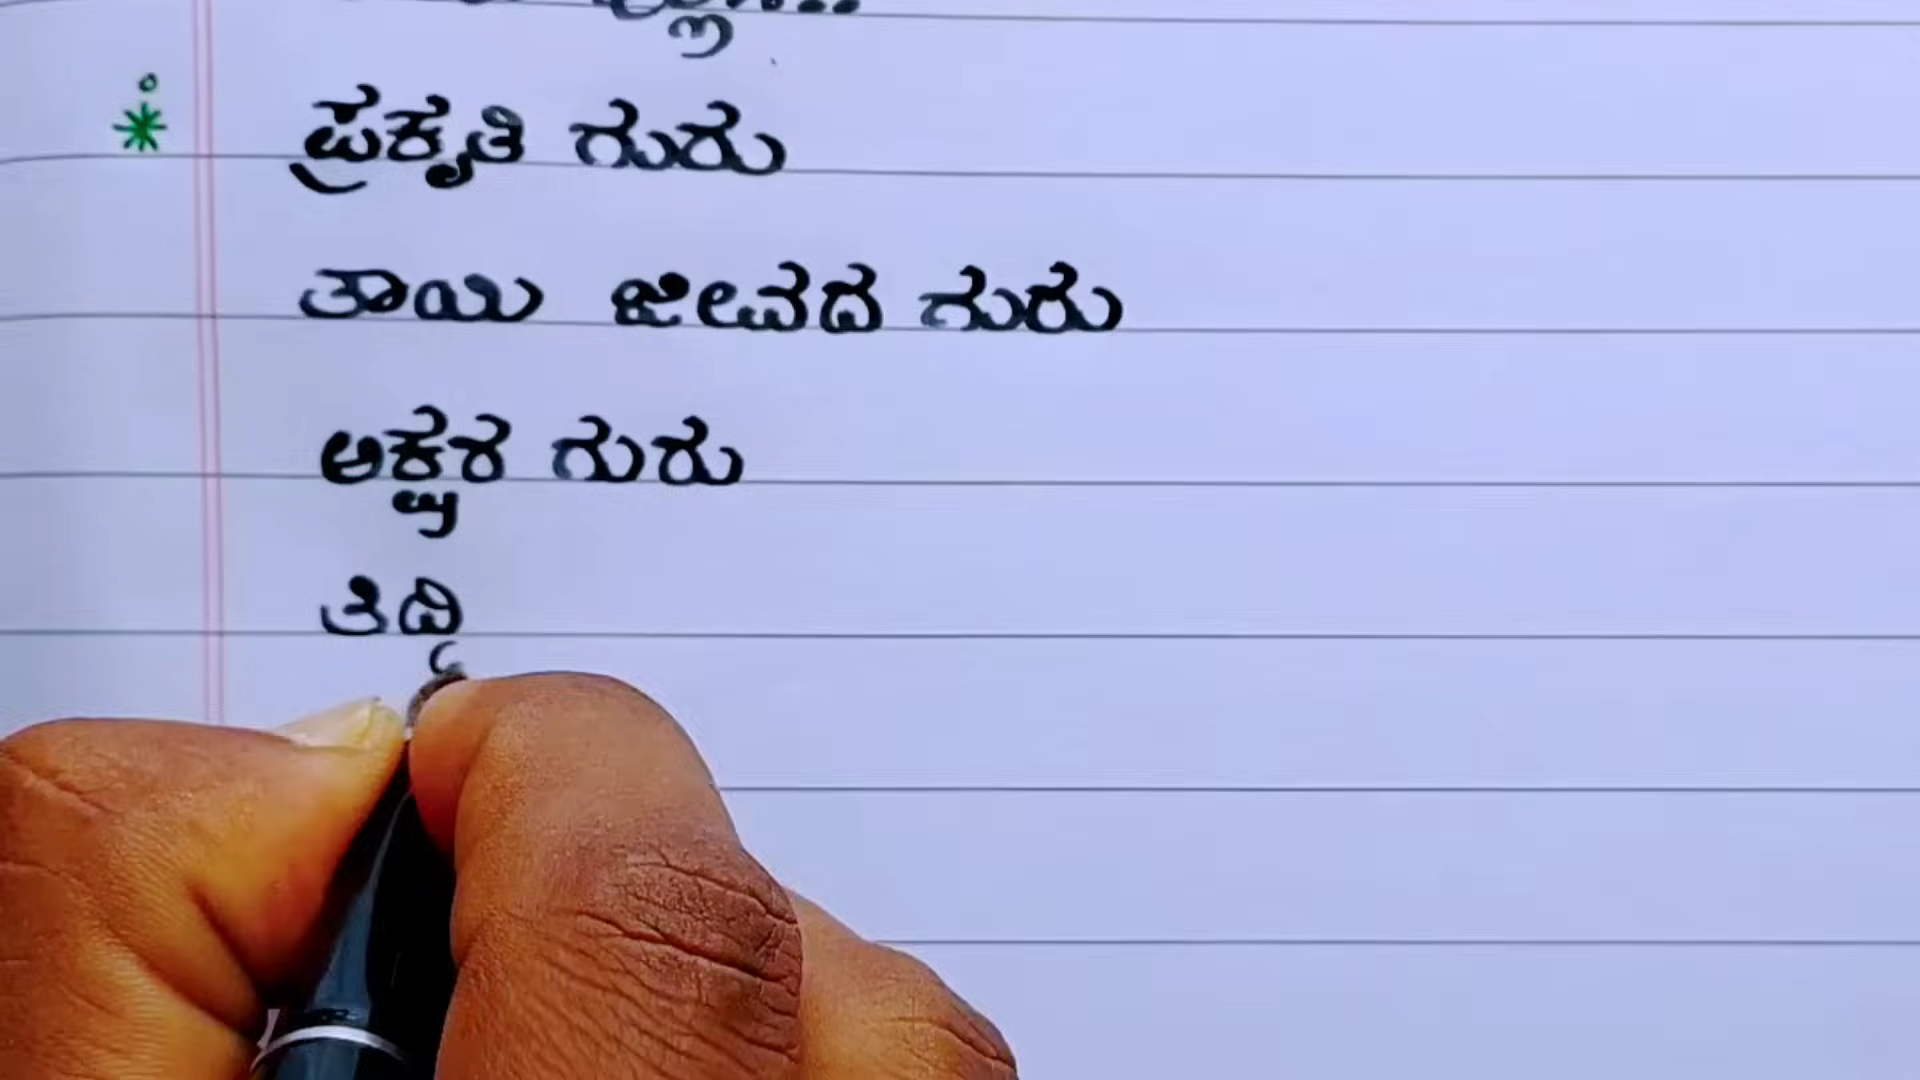 ಪ್ರಕೃತಿ ಗುರು
ತಾಯಿ ಜೀವದ ಗುರು
ಅಕ್ಷರ ಗುರು
ತಿದ್ದಿ